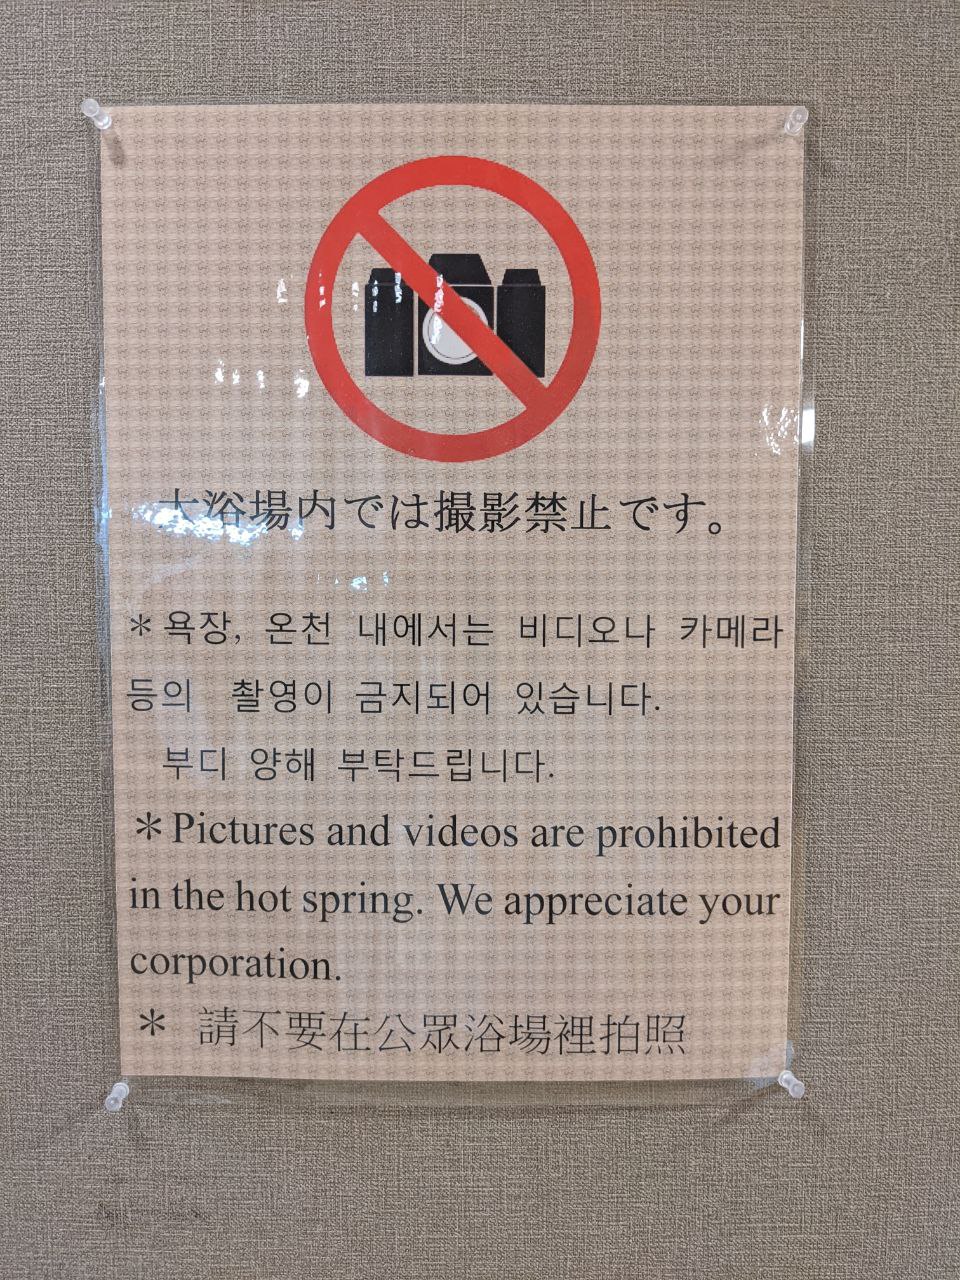 大浴場内では撮影禁止です。
＊욕장, 온천 내에서는 비디오나 카메라
등의 촬영이 금지되어 있습니다.
부디 양해 부탁드립니다.
＊Pictures and videos are prohibited
in the hot spring. We appreciate your
corporation.
＊ 請不要在公眾浴場裡拍照